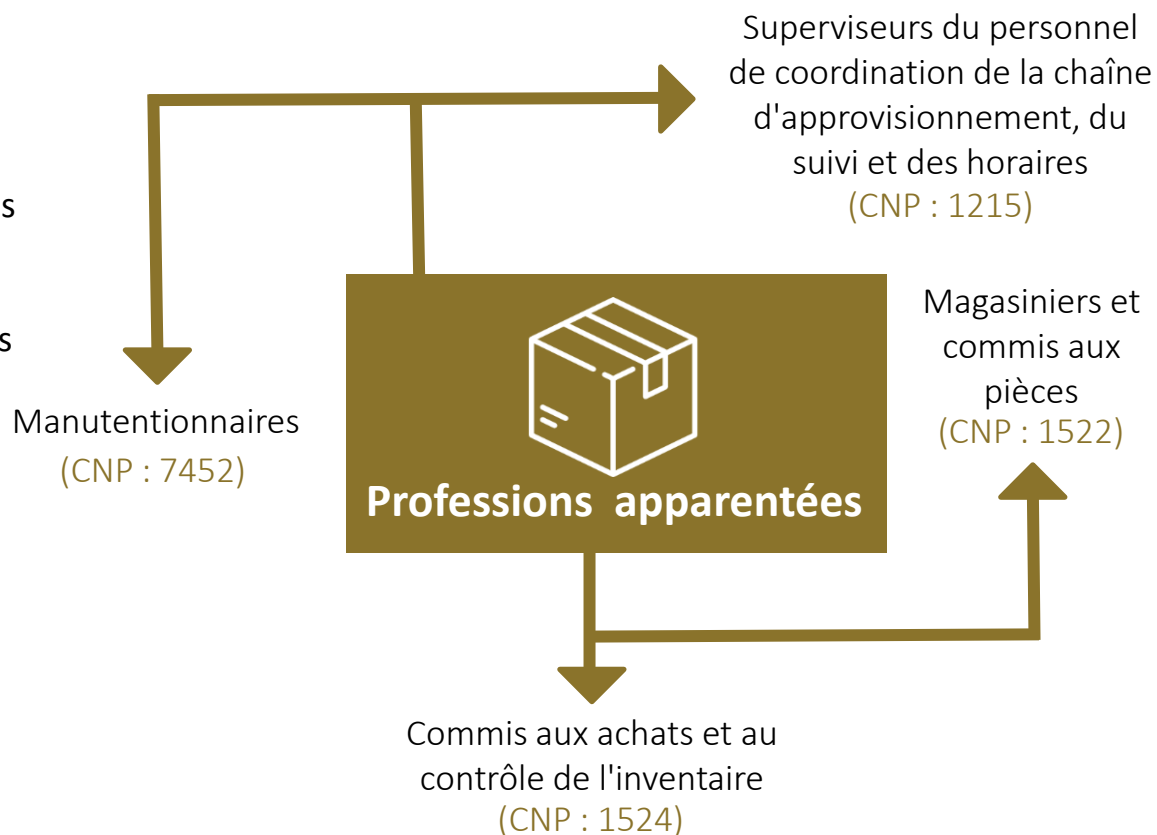 Superviseurs du personnel
de coordination de la chaîne
d'approvisionnement, du
suivi et des horaires
(CNP : 1215)
Magasiniers et
commis aux
pièces
(CNP : 1522)
Manutentionnaires
(CNP : 7452)
Professions apparentées
Commis aux achats et au
contrôle de l'inventaire
(CNP : 1524)